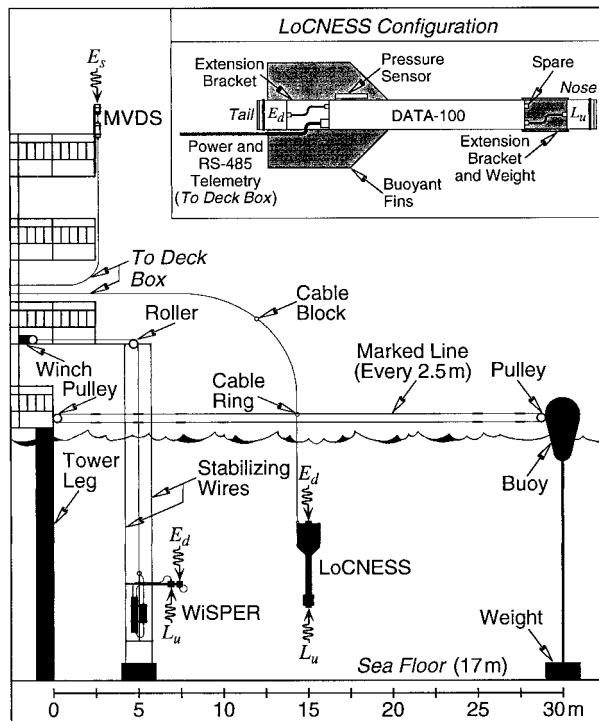 LoCNESS Configuration
Extension
Bracket
Pressure
Sensor
Spare
Nose
Tail
E_d
DATA-100
L_u
Power and
RS-485
Telemetry
(To Deck Box)
Buoyant
Fins
Extension
Bracket
and Weight
E_s
MVDS
To Deck
Box
Roller
Cable
Block
Winch
Pulley
Cable
Ring
Marked Line
(Every 2.5 m)
Pulley
Tower
Leg
Stabilizing
Wires
Buoy
E_d
E_d
LoCNESS
WiSPER
L_u
L_u
Weight
Sea Floor (17 m)
0 5 10 15 20 25 30 m